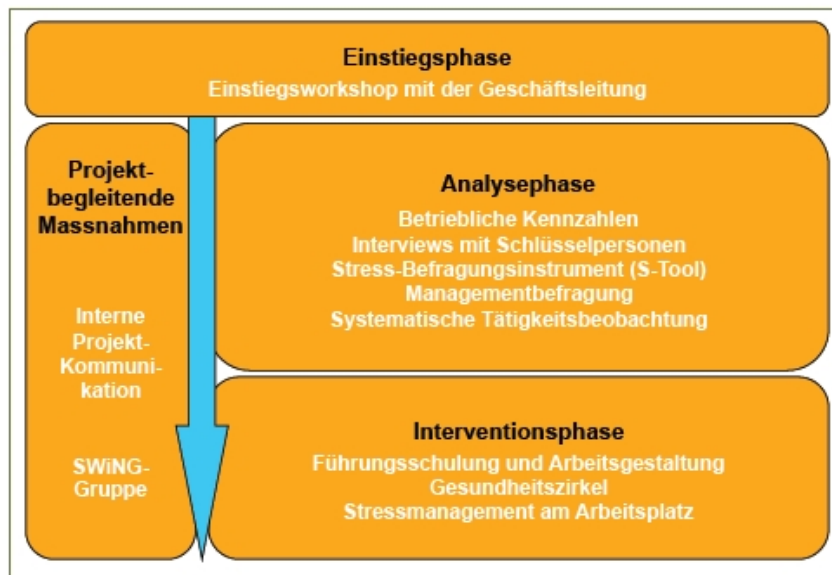 Einstiegsphase
Einstiegsworkshop mit der Geschäftsleitung
Projekt-
begleitende
Massnahmen
Interne
Projekt-
Kommuni-
kation
SWiNG-
Gruppe
Analysephase
Betriebliche Kennzahlen
Interviews mit Schlüsselpersonen
Stress-Befragungsinstrument (S-Tool)
Managementbefragung
Systematische Tätigkeitsbeobachtung
Interventionsphase
Führungsschulung und Arbeitsgestaltung
Gesundheitszirkel
Stressmanagement am Arbeitsplatz